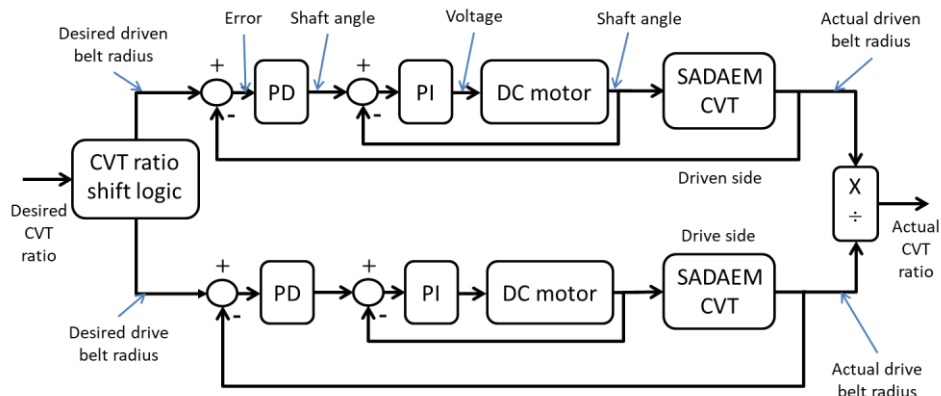 Desired driven
belt radius
Error
Shaft angle
Voltage
Shaft angle
Actual driven
belt radius
+
-
PD
+
-
PI
DC motor
SADAEM
CVT
CVT ratio
shift logic
Desired
CVT
ratio
Driven side
X
÷
Actual
CVT
ratio
Drive side
+
-
PD
+
-
PI
DC motor
SADAEM
CVT
Desired drive
belt radius
Actual drive
belt radius